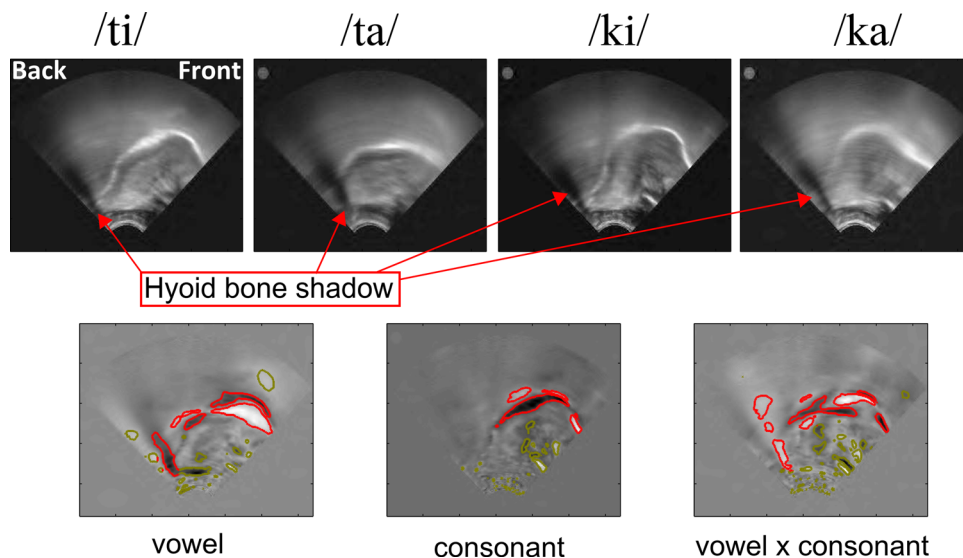 /ti/ /ta/ /ki/ /ka/
Back Front
Hyoid bone shadow
vowel consonant vowel x consonant